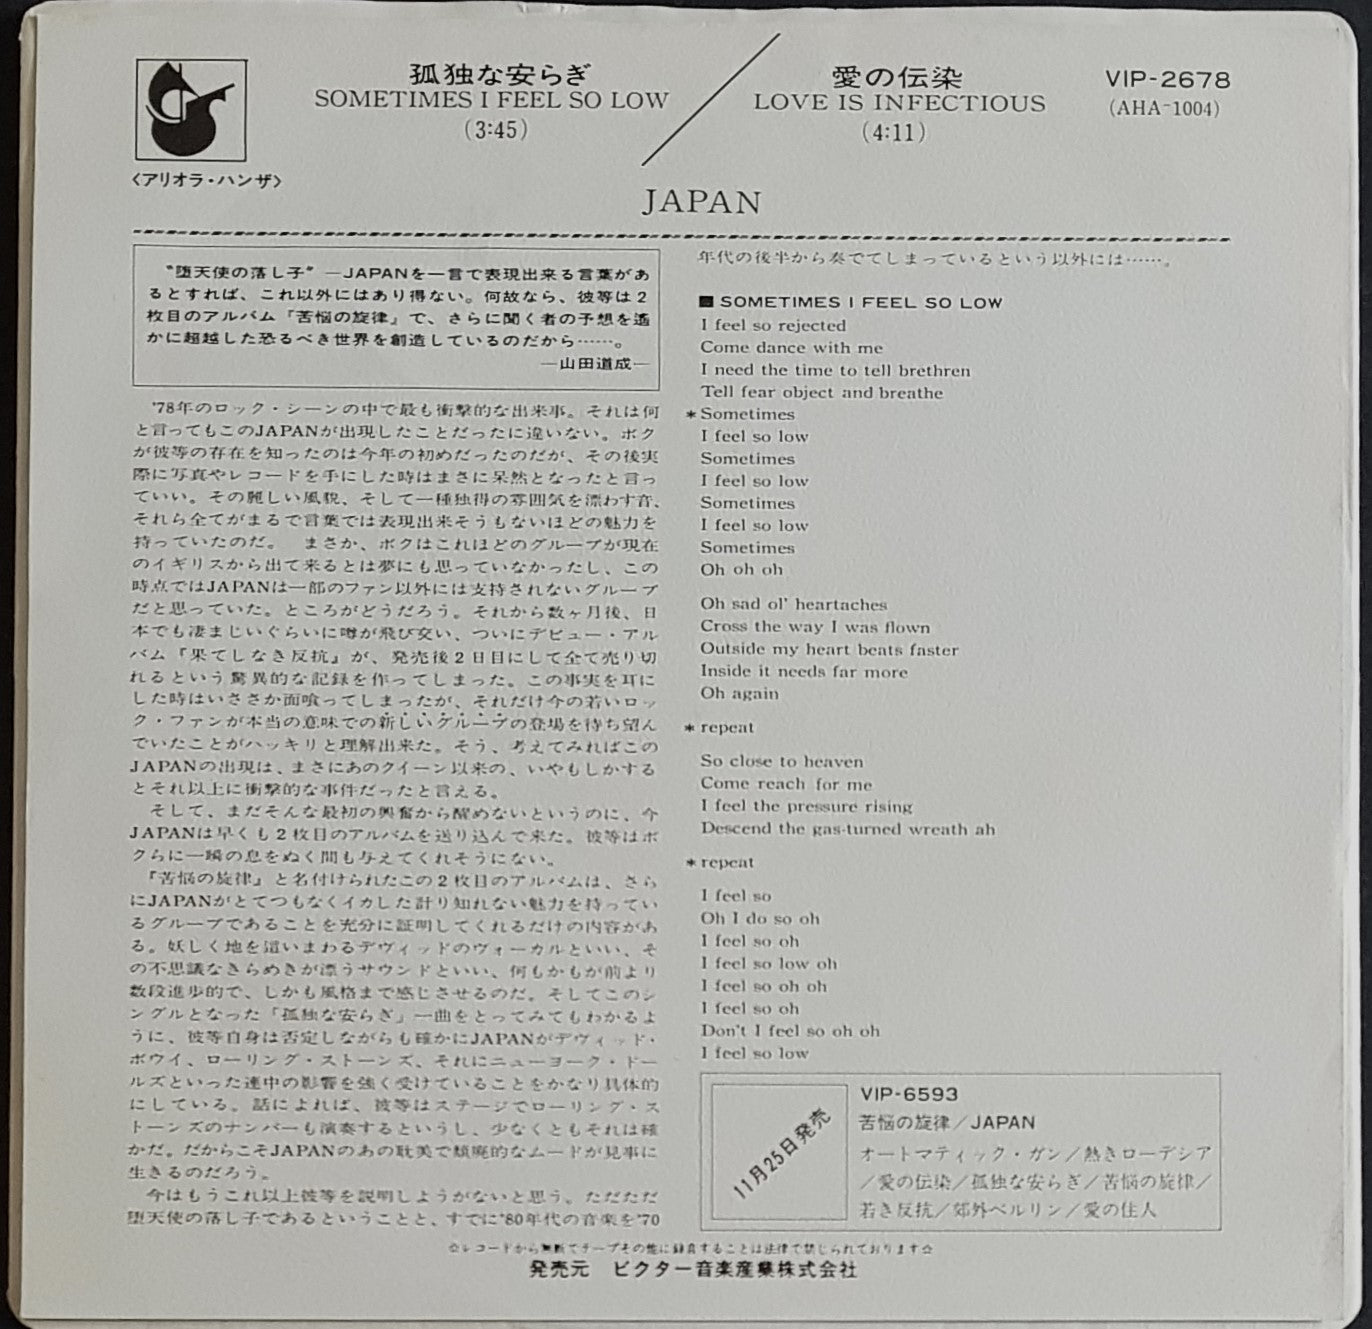 孤独な安らぎ
SOMETIMES I FEEL SO LOW
(3:45)
愛の伝染
LOVE IS INFECTIOUS
(4:11)
VIP-2678
(AHA-1004)
〈アリオラ・ハンザ〉
JAPAN
“堕天使の落し子” —JAPANを一言で表現出来る言葉があ
るとすれば、これ以外にはあり得ない。何故なら、彼等は2
枚目のアルバム『苦悩の旋律』で、さらに聞く者の予想を遙
かに超越した恐るべき世界を創造しているのだから……。
—山田道成—
'78年のロック・シーンの中で最も衝撃的な出来事。それは何
と言ってもこのJAPANが出現したことだったに違いない。ボク
が彼等の存在を知ったのは今年の初めだったのだが、その後実
際に写真やレコードを手にした時はまさに呆然となったと言っ
ていい。その麗しい風貌、そして一種独得の雰囲気を漂わす音、
それら全てがまるで言葉では表現出来そうもないほどの魅力を
持っていたのだ。 まさか、ボクはこれほどのグループが現在
のイギリスから出て来るとは夢にも思っていなかったし、この
時点ではJAPANは一部のファン以外には支持されないグループ
だと思っていた。ところがどうだろう。それから数ヶ月後、日
本でも凄まじいぐらいに噂が飛び交い、ついにデビュー・アル
バム『果てしなき反抗』が、発売後2日目にして全て売り切
れるという驚異的な記録を作ってしまった。この事実を耳に
した時はいささか面喰ってしまったが、それだけ今の若いロッ
ク・ファンが本当の意味での新しいグループの登場を待ち望ん
でいたことがハッキリと理解出来た。そう、考えてみればこの
JAPANの出現は、まさにあのクイーン以来の、いやもしかする
とそれ以上に衝撃的な事件だったと言える。
そして、まだそんな最初の興奮から醒めないというのに、今
JAPANは早くも2枚目のアルバムを送り込んで来た。彼等はボ
クらに一瞬の息をぬく間も与えてくれそうにない。
『苦悩の旋律』と名付けられたこの2枚目のアルバムは、さら
にJAPANがとてつもなくイカした計り知れない魅力を持ってい
るグループであることを充分に証明してくれるだけの内容があ
る。妖しく地を這いまわるデヴィッドのヴォーカルといい、そ
の不思議なきらめきが漂うサウンドといい、何もかもが前より
数段進歩的で、しかも風格まで感じさせるのだ。そしてこのシ
ングルとなった「孤独な安らぎ」一曲をとってみてもわかるよ
うに、彼等自身は否定しながらも確かにJAPANがデヴィッド・
ボウイ、ローリング・ストーンズ、それにニューヨーク・ドー
ルズといった連中の影響を強く受けていることをかなり具体的
にしている。話によれば、彼等はステージでローリング・ス
トーンズのナンバーも演奏するというし、少なくともそれは確
かだ。だからこそJAPANのあの耽美で頽廃的なムードが見事に
生きるのだろう。
今はもうこれ以上彼等を説明しようがないと思う。ただただ
堕天使の落し子であるということと、すでに'80年代の音楽を'70
年代の後半から奏でてしまっているという以外には……。
■ SOMETIMES I FEEL SO LOW
I feel so rejected
Come dance with me
I need the time to tell brethren
Tell fear object and breathe
＊Sometimes
I feel so low
Sometimes
I feel so low
Sometimes
I feel so low
Sometimes
Oh oh oh
Oh sad ol' heartaches
Cross the way I was flown
Outside my heart beats faster
Inside it needs far more
Oh again
＊repeat
So close to heaven
Come reach for me
I feel the pressure rising
Descend the gas-turned wreath ah
＊repeat
I feel so
Oh I do so oh
I feel so oh
I feel so low oh
I feel so oh oh
I feel so oh
Don't I feel so oh oh
I feel so low
11月25日発売
VIP-6593
苦悩の旋律／JAPAN
オートマティック・ガン／熱きローデシア
／愛の伝染／孤独な安らぎ／苦悩の旋律／
若き反抗／郊外ベルリン／愛の住人
☆レコードから無断でテープその他に録音することは法律で禁じられております☆
発売元 ビクター音楽産業株式会社